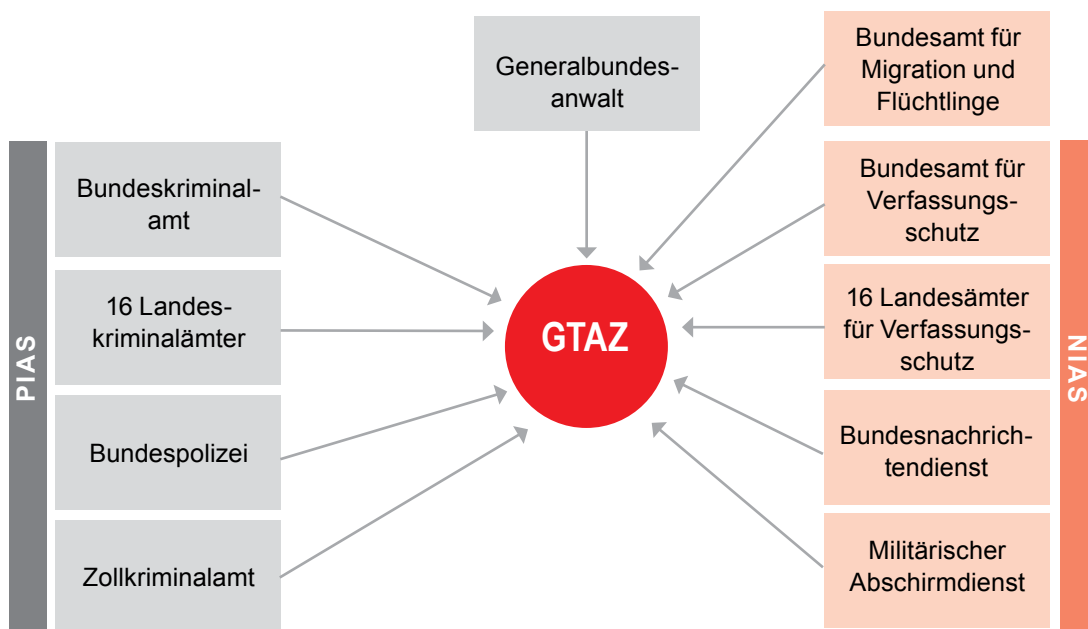 Generalbundes-
anwalt
Bundesamt für
Migration und
Flüchtlinge
PIAS
Bundeskriminal-
amt
16 Landes-
kriminalämter
Bundespolizei
Zollkriminalamt
GTAZ
Bundesamt für
Verfassungs-
schutz
16 Landesämter
für Verfassungs-
schutz
Bundesnachrich-
tendienst
Militärischer
Abschirmdienst
NIAS